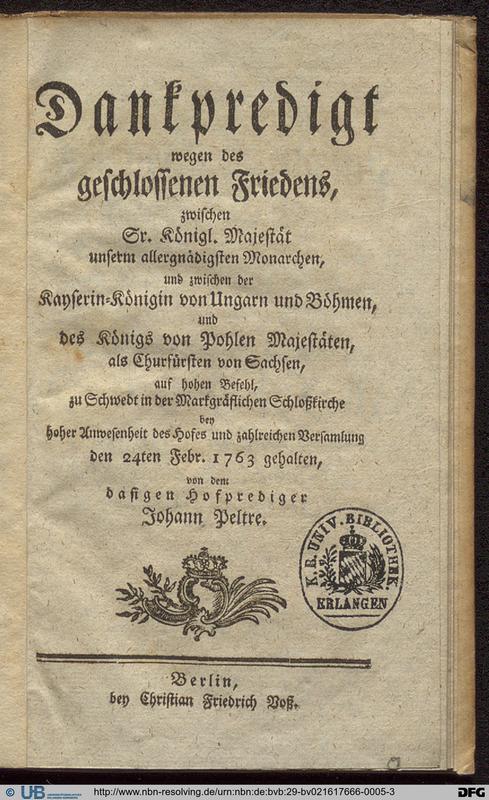 Dankpredigt
wegen des
geschlossenen Friedens,
zwischen
Sr. Königl. Majestät
unserm allergnädigsten Monarchen,
und zwischen der
Kayserin-Königin von Ungarn und Böhmen,
und
des Königs von Pohlen Majestäten,
als Churfürsten von Sachsen,
auf hohen Befehl,
zu Schwedt in der Markgräflichen Schloßkirche
bey
hoher Anwesenheit des Hofes und zahlreichen Versamlung
den 24ten Febr. 1763 gehalten,
von dem
dasigen Hofprediger
Johann Peltre.
K. B. UNIV. BIBLIOTHEK.
ERLANGEN
Berlin,
bey Christian Friedrich Voß.
© UB
http://www.nbn-resolving.de/urn:nbn:de:bvb:29-bv021617666-0005-3
DFG